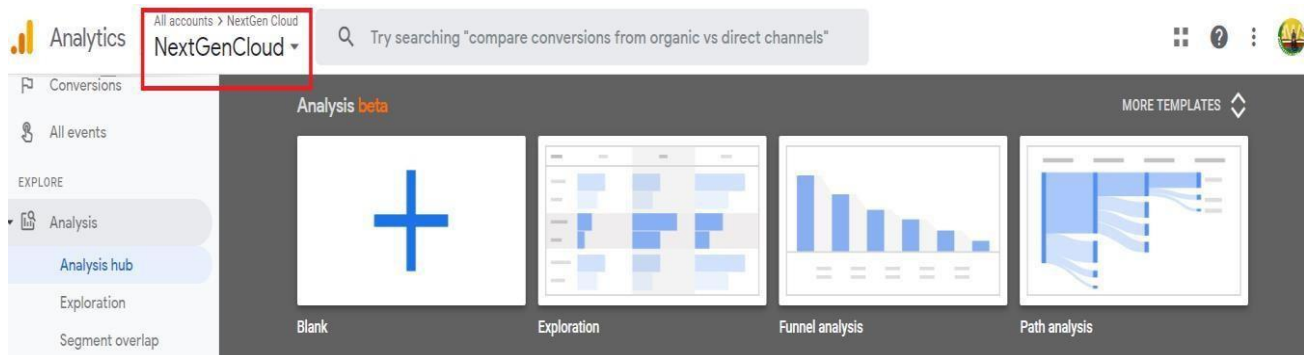 All accounts > NextGen Cloud
Analytics
NextGenCloud
Try searching "compare conversions from organic vs direct channels"
Conversions
All events
EXPLORE
Analysis
Analysis hub
Exploration
Segment overlap
Analysis beta
MORE TEMPLATES
Blank
Exploration
Funnel analysis
Path analysis